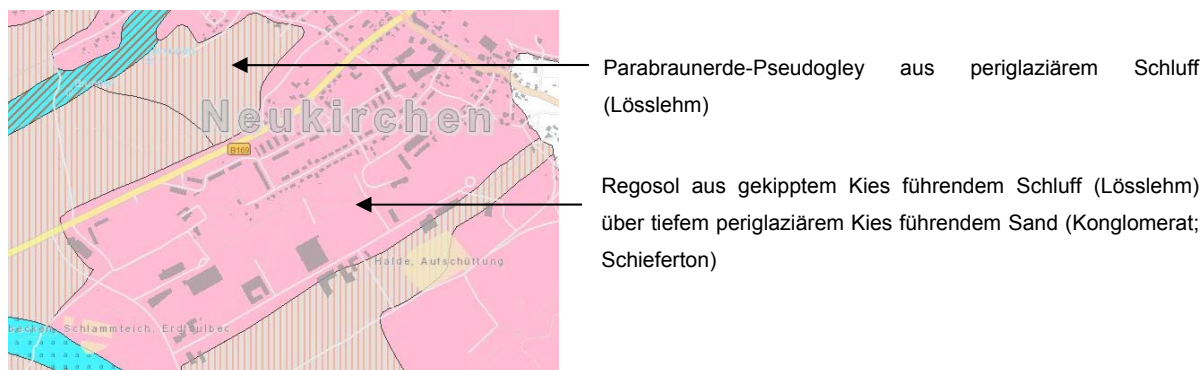 Neukirchen
B169
Halde, Aufschüttung
Schlammteich, Erdfaulbec
Parabraunerde-Pseudogley aus periglaziärem Schluff
(Lösslehm)
Regosol aus gekipptem Kies führendem Schluff (Lösslehm)
über tiefem periglaziärem Kies führendem Sand (Konglomerat;
Schieferton)